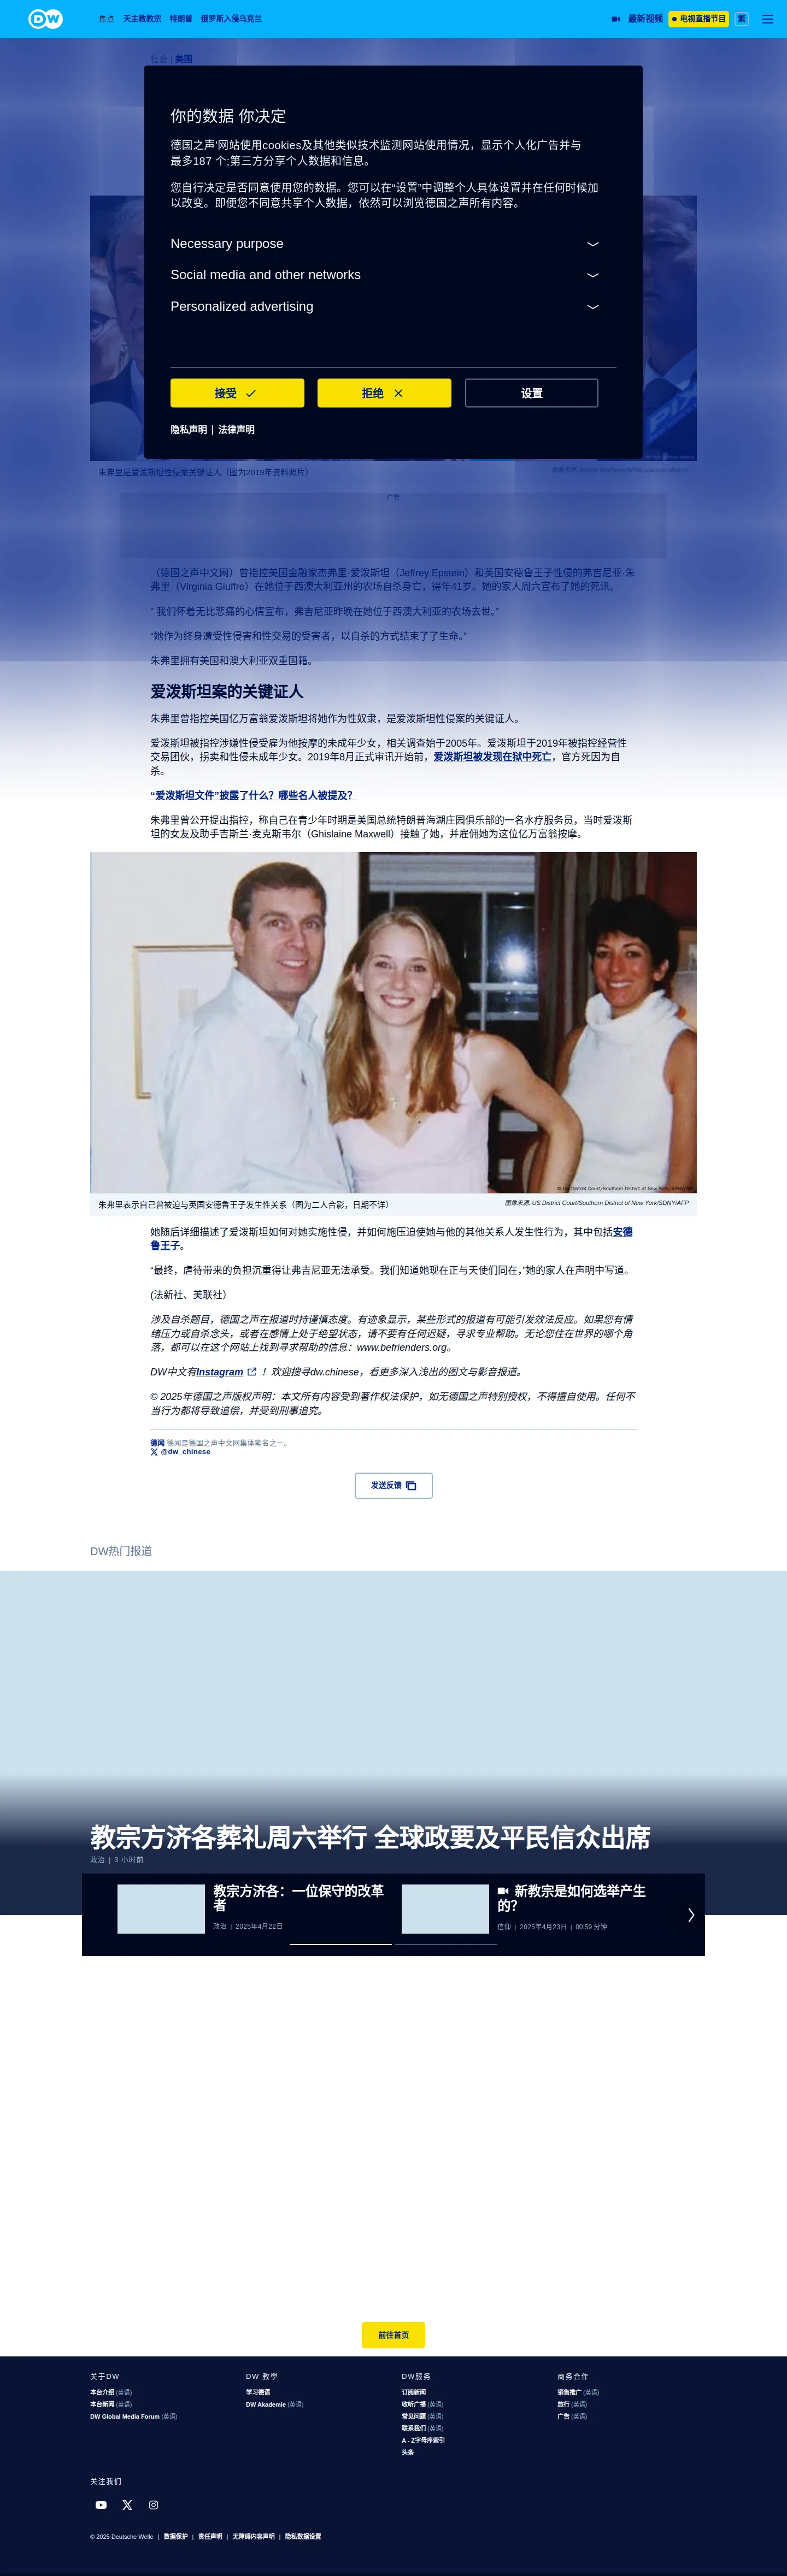 DW
焦点 天主教教宗 特朗普 俄罗斯入侵乌克兰 最新视频 电视直播节目 繁
社会 | 美国
你的数据 你决定
德国之声'网站使用cookies及其他类似技术监测网站使用情况，显示个人化广告并与
最多187 个;第三方分享个人数据和信息。
您自行决定是否同意使用您的数据。您可以在“设置”中调整个人具体设置并在任何时候加
以改变。即便您不同意共享个人数据，依然可以浏览德国之声所有内容。
Necessary purpose
Social media and other networks
Personalized advertising
接受 拒绝 设置
隐私声明 | 法律声明
朱弗里是爱泼斯坦性侵案关键证人（图为2019年资料照片）
广告
（德国之声中文网）曾指控美国金融家杰弗里·爱泼斯坦（Jeffrey Epstein）和英国安德鲁王子性侵的弗吉尼亚·朱
弗里（Virginia Giuffre）在她位于西澳大利亚州的农场自杀身亡，得年41岁。她的家人周六宣布了她的死讯。
“ 我们怀着无比悲痛的心情宣布，弗吉尼亚昨晚在她位于西澳大利亚的农场去世。”
“她作为终身遭受性侵害和性交易的受害者，以自杀的方式结束了了生命。”
朱弗里拥有美国和澳大利亚双重国籍。
爱泼斯坦案的关键证人
朱弗里曾指控美国亿万富翁爱泼斯坦将她作为性奴隶，是爱泼斯坦性侵案的关键证人。
爱泼斯坦被指控涉嫌性侵受雇为他按摩的未成年少女，相关调查始于2005年。爱泼斯坦于2019年被指控经营性
交易团伙，拐卖和性侵未成年少女。2019年8月正式审讯开始前，爱泼斯坦被发现在狱中死亡，官方死因为自
杀。
“爱泼斯坦文件”披露了什么？哪些名人被提及？
朱弗里曾公开提出指控，称自己在青少年时期是美国总统特朗普海湖庄园俱乐部的一名水疗服务员，当时爱泼斯
坦的女友及助手吉斯兰·麦克斯韦尔（Ghislaine Maxwell）接触了她，并雇佣她为这位亿万富翁按摩。
© US District Court/Southern District of New York/SDNY/AFP
朱弗里表示自己曾被迫与英国安德鲁王子发生性关系（图为二人合影，日期不详）
图像来源: US District Court/Southern District of New York/SDNY/AFP
她随后详细描述了爱泼斯坦如何对她实施性侵，并如何施压迫使她与他的其他关系人发生性行为，其中包括安德
鲁王子。
“最终，虐待带来的负担沉重得让弗吉尼亚无法承受。我们知道她现在正与天使们同在，”她的家人在声明中写道。
(法新社、美联社）
涉及自杀题目，德国之声在报道时持谨慎态度。有迹象显示，某些形式的报道有可能引发效法反应。如果您有情
绪压力或自杀念头，或者在感情上处于绝望状态，请不要有任何迟疑，寻求专业帮助。无论您住在世界的哪个角
落，都可以在这个网站上找到寻求帮助的信息：www.befrienders.org。
DW中文有Instagram ！欢迎搜寻dw.chinese，看更多深入浅出的图文与影音报道。
© 2025年德国之声版权声明：本文所有内容受到著作权法保护，如无德国之声特别授权，不得擅自使用。任何不
当行为都将导致追偿，并受到刑事追究。
德闻 德闻是德国之声中文网集体笔名之一。
@dw_chinese
发送反馈
DW热门报道
教宗方济各葬礼周六举行 全球政要及平民信众出席
政治 | 3 小时前
教宗方济各：一位保守的改革
者
政治 | 2025年4月22日
新教宗是如何选举产生
的？
信仰 | 2025年4月23日 | 00:59 分钟
前往首页
关于DW
本台介绍 (英语)
本台新闻 (英语)
DW Global Media Forum (英语)
DW 教學
学习德语
DW Akademie (英语)
DW服务
订阅新闻
收听广播 (英语)
常见问题 (英语)
联系我们 (英语)
A - Z字母序索引
头条
商务合作
销售推广 (英语)
旅行 (英语)
广告 (英语)
关注我们
© 2025 Deutsche Welle | 数据保护 | 责任声明 | 无障碍内容声明 | 隐私数据设置